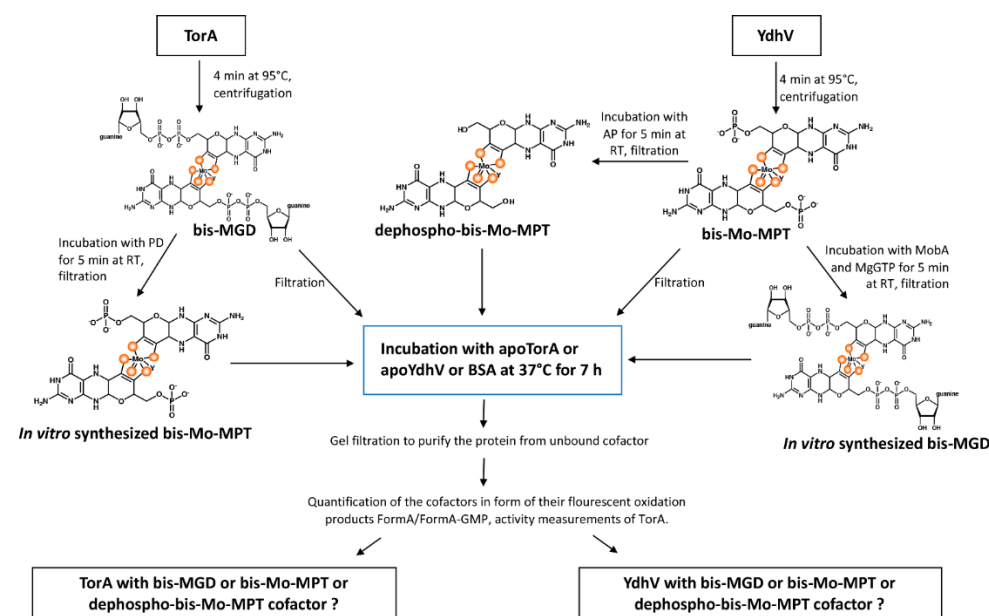 TorA
YdhV
4 min at 95°C,
centrifugation
4 min at 95°C,
centrifugation
Incubation with
AP for 5 min at
RT, filtration
bis-MGD
dephospho-bis-Mo-MPT
bis-Mo-MPT
Incubation with PD
for 5 min at RT,
filtration
Filtration
Filtration
Incubation with MobA
and MgGTP for 5 min
at RT, filtration
Incubation with apoTorA or
apoYdhV or BSA at 37°C for 7 h
In vitro synthesized bis-Mo-MPT
In vitro synthesized bis-MGD
Gel filtration to purify the protein from unbound cofactor
Quantification of the cofactors in form of their flourescent oxidation
products FormA/FormA-GMP, activity measurements of TorA.
TorA with bis-MGD or bis-Mo-MPT or
dephospho-bis-Mo-MPT cofactor ?
YdhV with bis-MGD or bis-Mo-MPT or
dephospho-bis-Mo-MPT cofactor ?